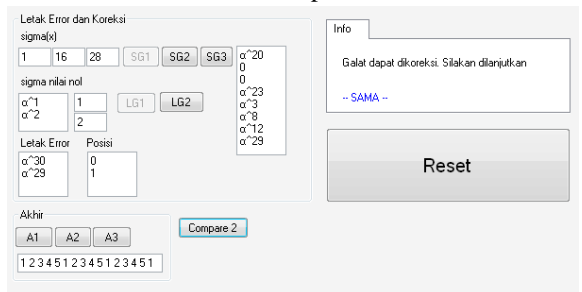 Letak Error dan Koreksi
sigma(x)
1 16 28 SG1 SG2 SG3
α^20
0
0
α^23
α^3
α^8
α^12
α^29
sigma nilai nol
α^1
α^2
1
2
LG1 LG2
Letak Error Posisi
α^30
α^29
0
1
Akhir
A1 A2 A3
1 2 3 4 5 1 2 3 4 5 1 2 3 4 5 1
Compare 2
Info
Galat dapat dikoreksi. Silakan dilanjutkan
-- SAMA --
Reset